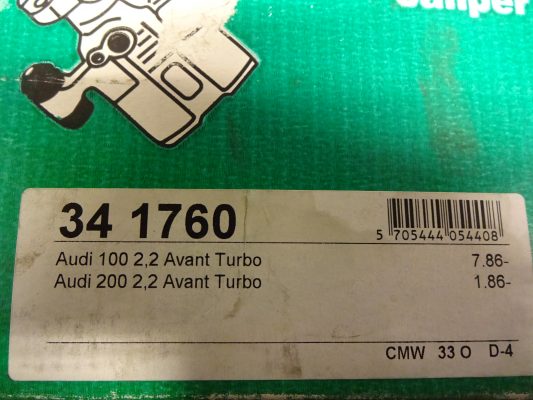 Caliper
34 1760
5 705444 054408
Audi 100 2,2 Avant Turbo 7.86-
Audi 200 2,2 Avant Turbo 1.86-
CMW 33 O D-4